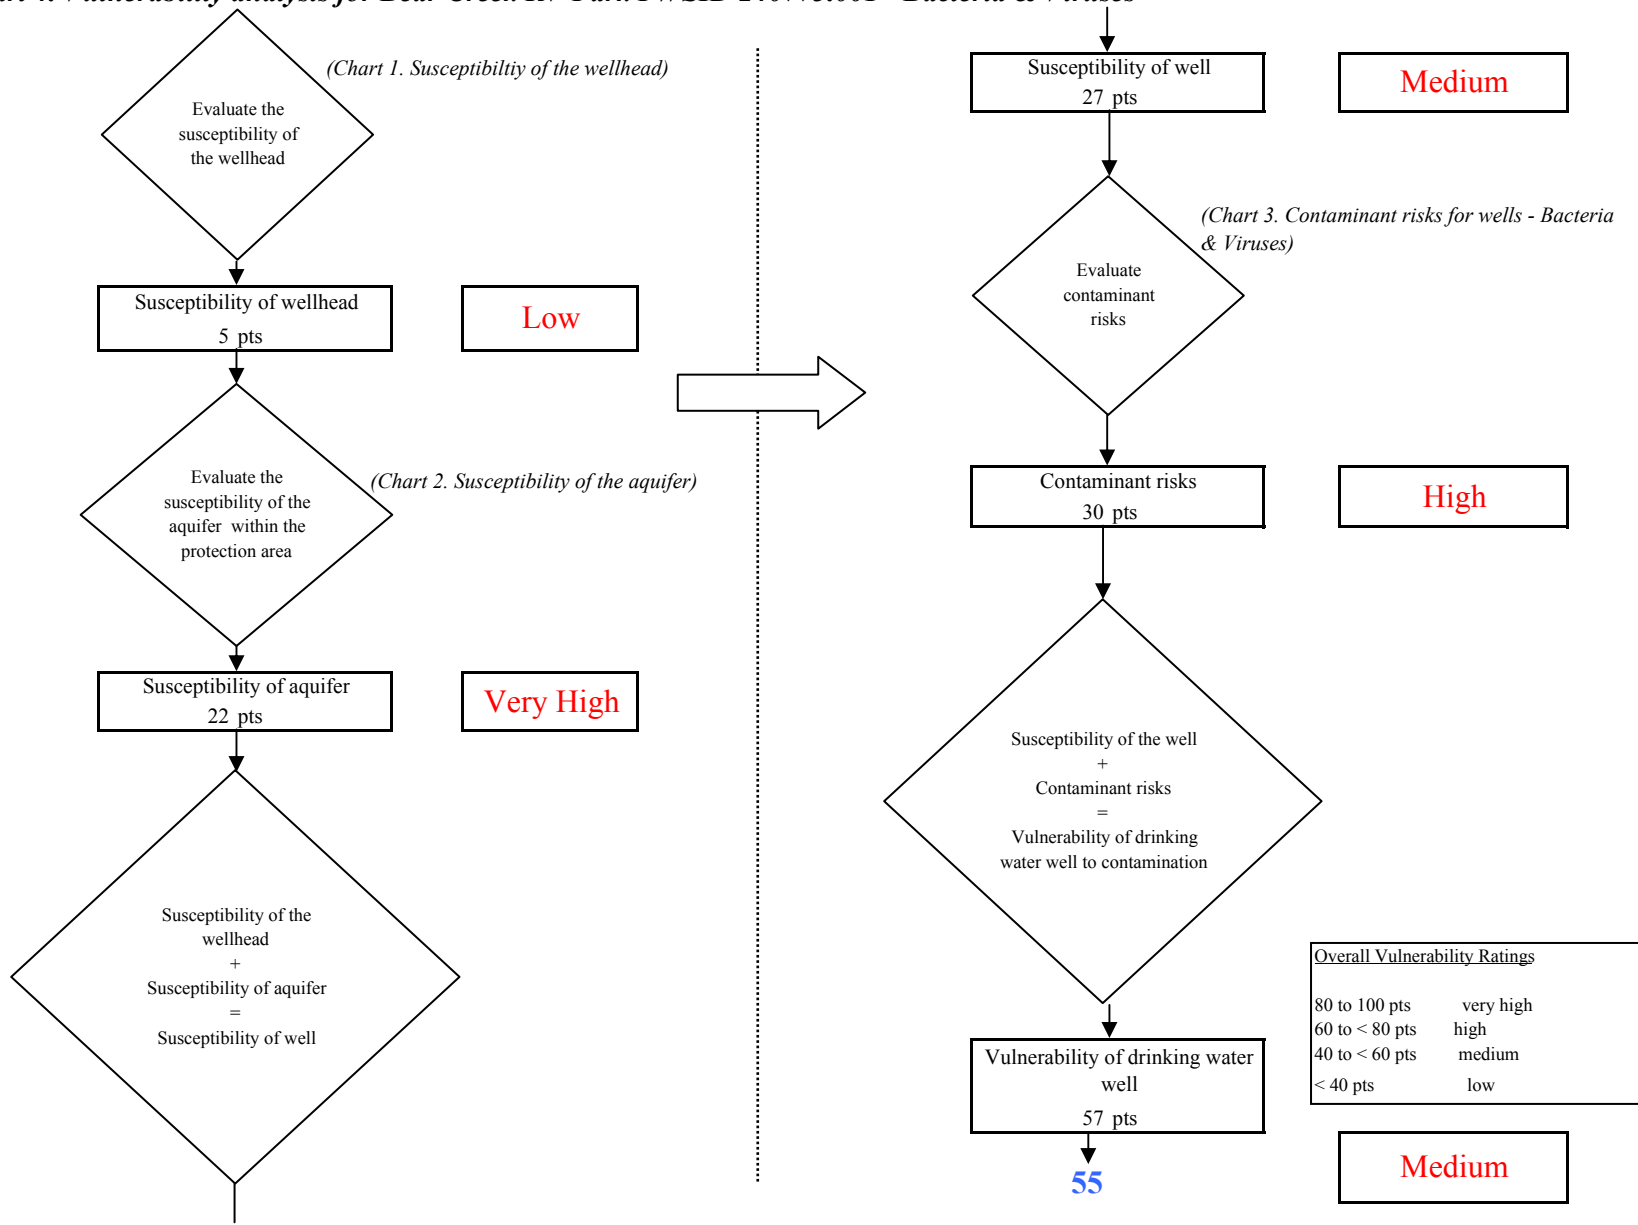 Evaluate the
susceptibility of
the wellhead
(Chart 1. Susceptibiltiy of the wellhead)
Susceptibility of wellhead
5 pts
Low
Evaluate the
susceptibility of the
aquifer within the
protection area
(Chart 2. Susceptibility of the aquifer)
Susceptibility of aquifer
22 pts
Very High
Susceptibility of the
wellhead
+
Susceptibility of aquifer
=
Susceptibility of well
Susceptibility of well
27 pts
Medium
Evaluate
contaminant
risks
(Chart 3. Contaminant risks for wells - Bacteria
& Viruses)
Contaminant risks
30 pts
High
Susceptibility of the well
+
Contaminant risks
=
Vulnerability of drinking
water well to contamination
Overall Vulnerability Ratings
80 to 100 pts very high
60 to < 80 pts high
40 to < 60 pts medium
< 40 pts low
Vulnerability of drinking water
well
57 pts
55
Medium